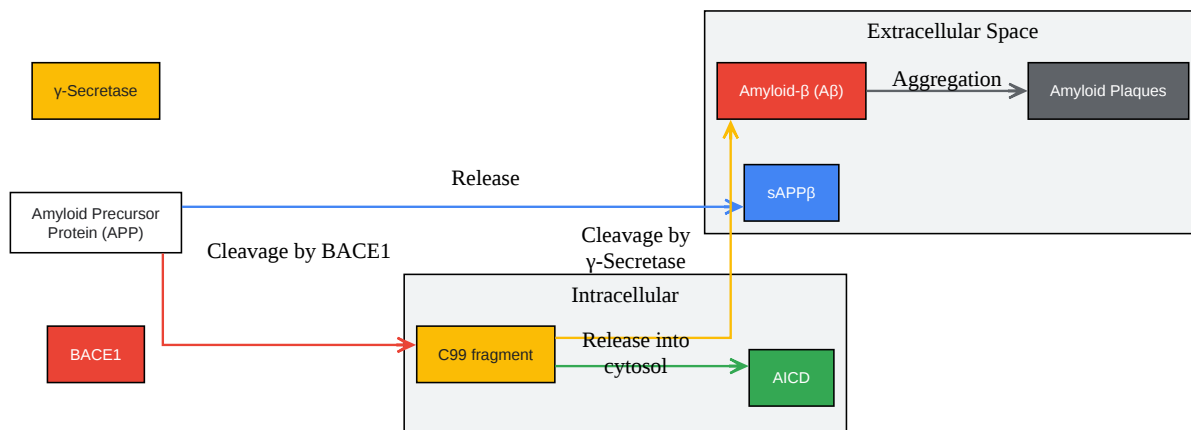 Extracellular Space
γ-Secretase
Amyloid-β (Aβ)
Aggregation
Amyloid Plaques
Release
sAPPβ
Amyloid Precursor
Protein (APP)
Cleavage by BACE1
Cleavage by
γ-Secretase
Intracellular
BACE1
C99 fragment
Release into
cytosol
AICD